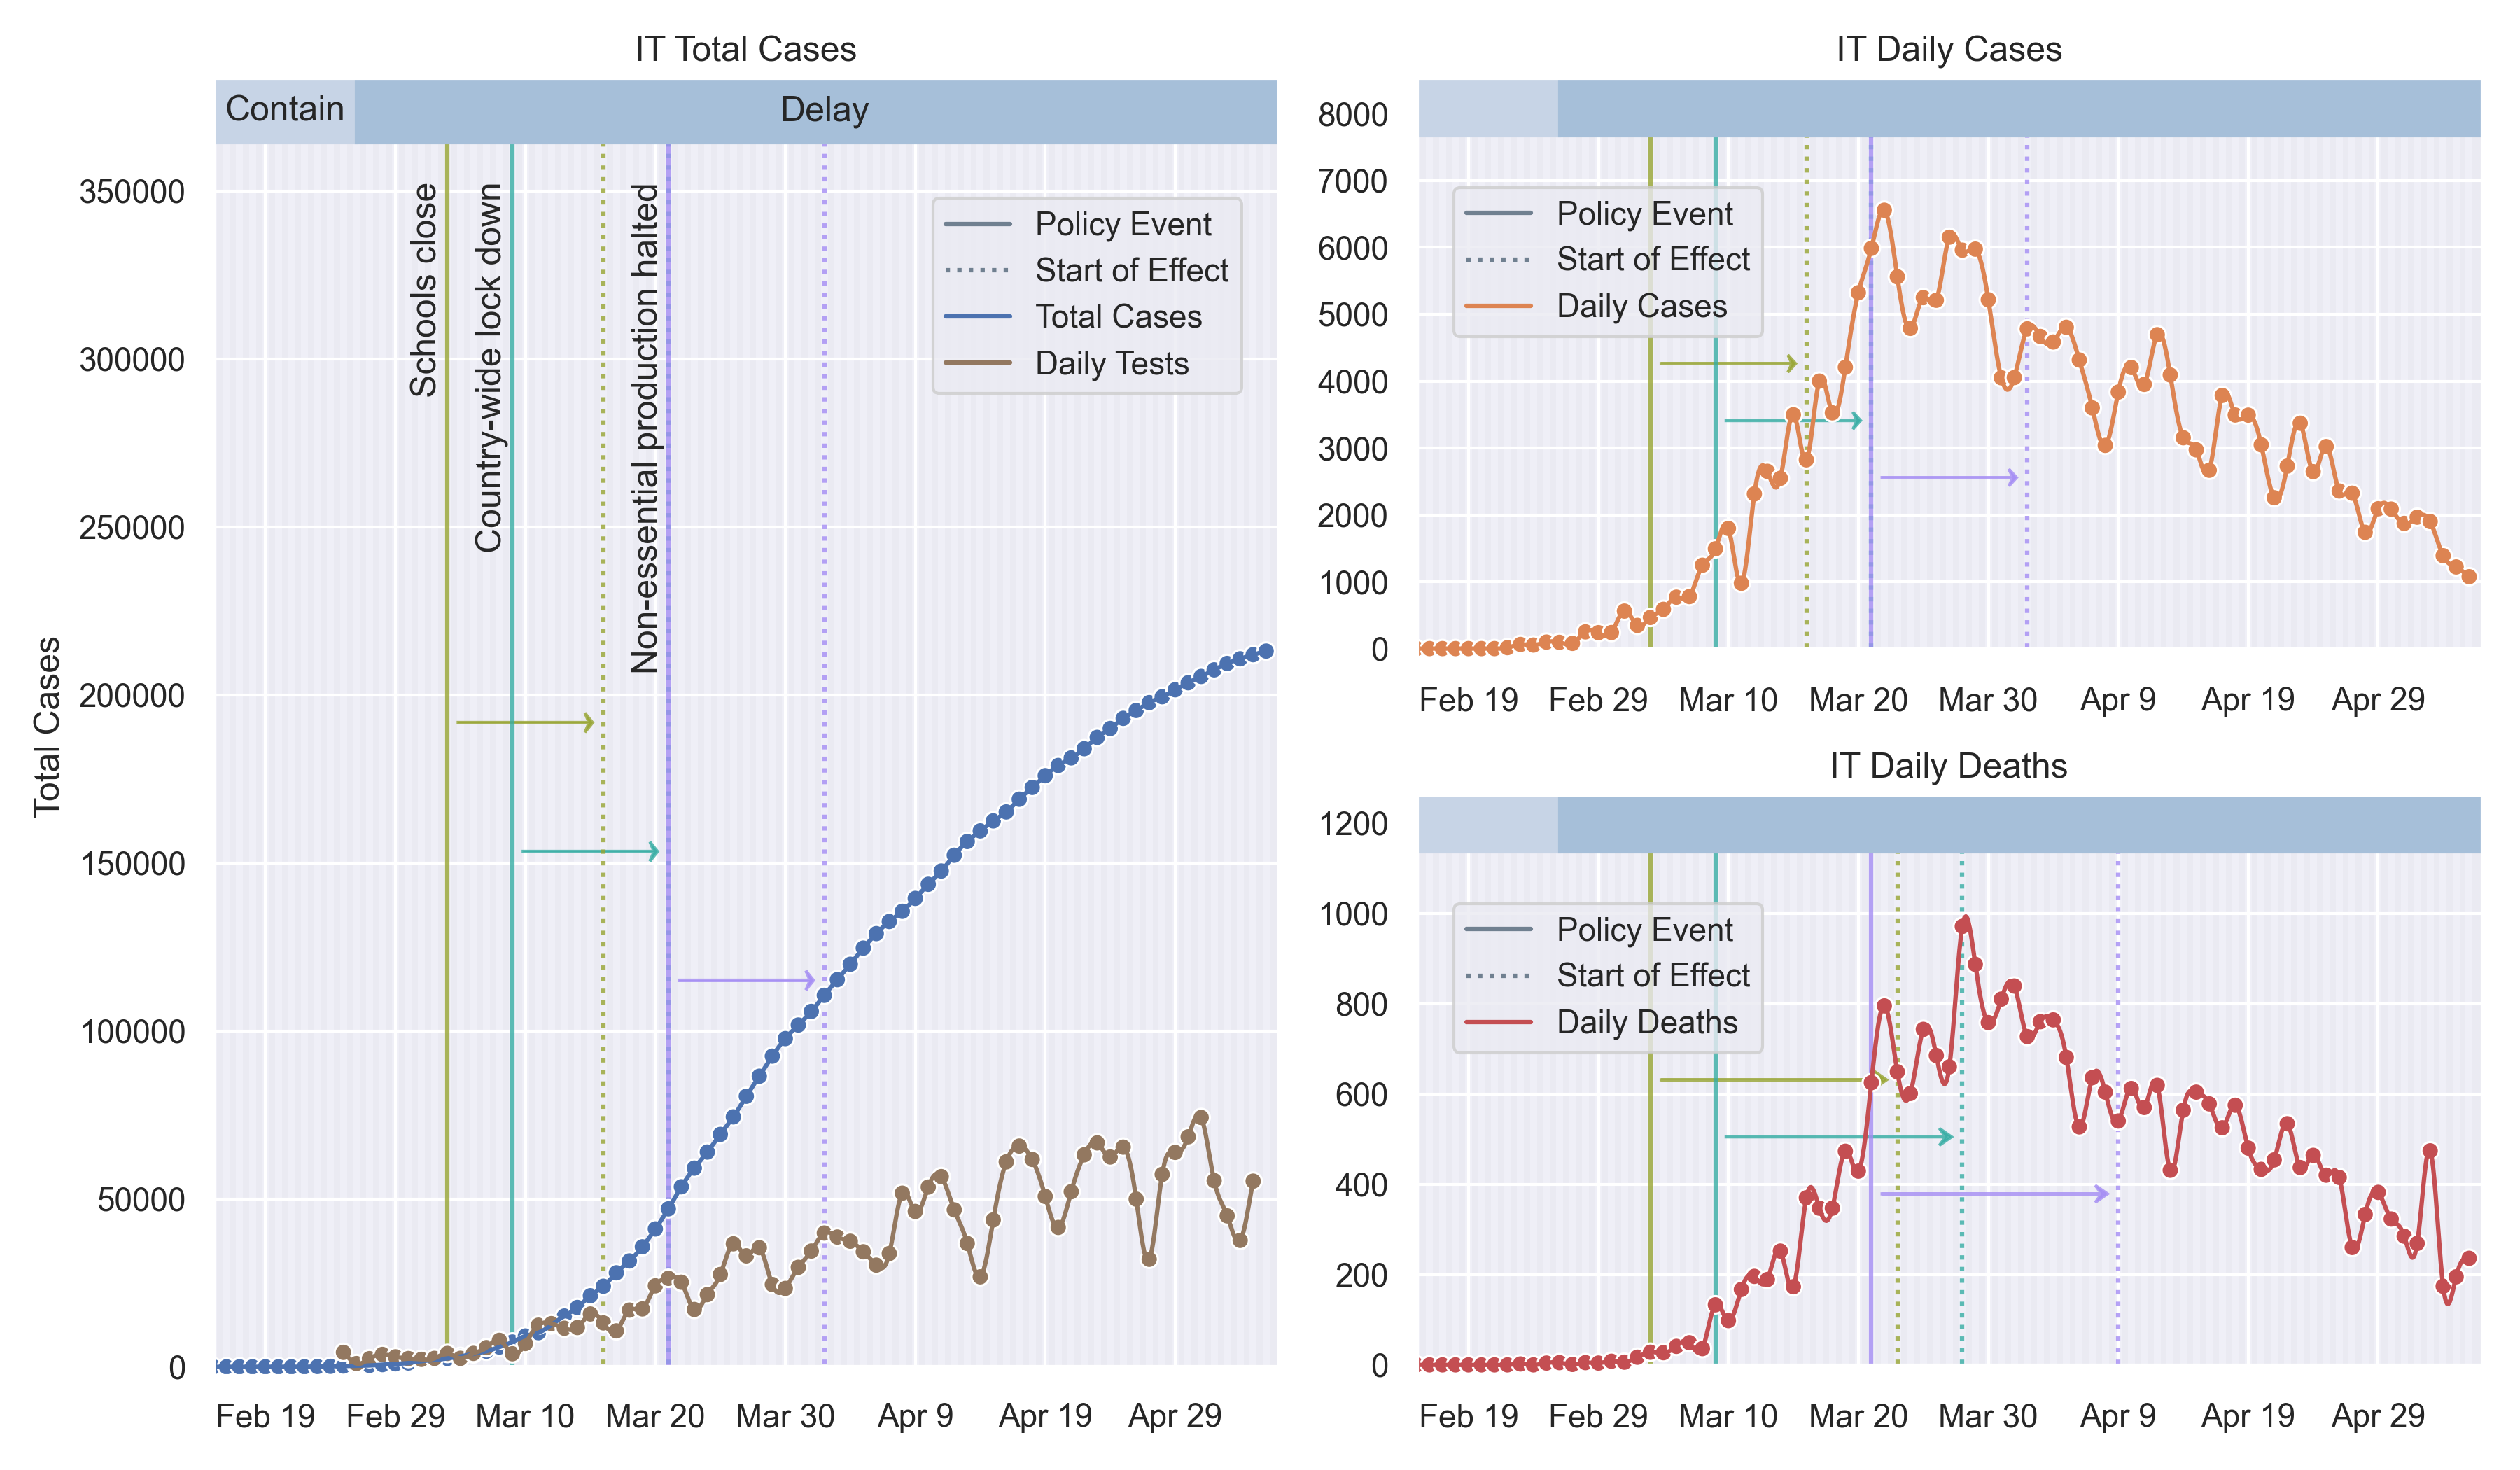 IT Total Cases
Contain
Delay
Schools close
Country-wide lock down
Non-essential production halted
Policy Event
Start of Effect
Total Cases
Daily Tests
Total Cases
350000
300000
250000
200000
150000
100000
50000
0
Feb 19
Feb 29
Mar 10
Mar 20
Mar 30
Apr 9
Apr 19
Apr 29
IT Daily Cases
8000
7000
6000
5000
4000
3000
2000
1000
0
Policy Event
Start of Effect
Daily Cases
Feb 19
Feb 29
Mar 10
Mar 20
Mar 30
Apr 9
Apr 19
Apr 29
IT Daily Deaths
1200
1000
800
600
400
200
0
Policy Event
Start of Effect
Daily Deaths
Feb 19
Feb 29
Mar 10
Mar 20
Mar 30
Apr 9
Apr 19
Apr 29